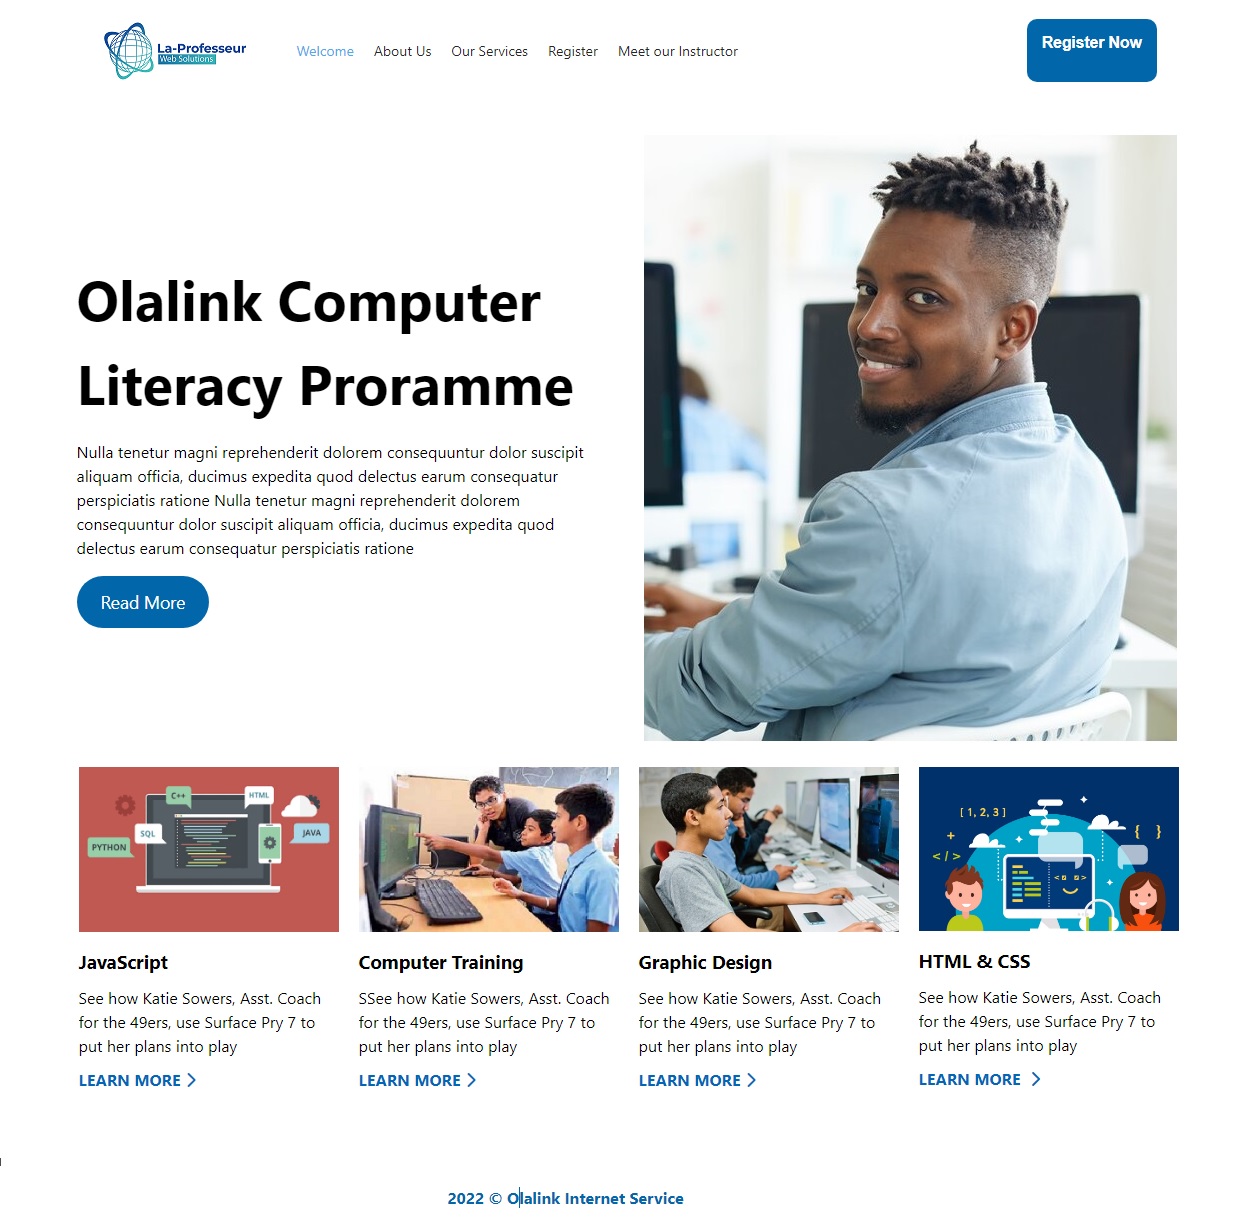 La-Professeur
Web Solutions
Welcome
About Us
Our Services
Register
Meet our Instructor
Register Now
Olalink Computer
Literacy Proramme
Nulla tenetur magni reprehenderit dolorem consequuntur dolor suscipit
aliquam officia, ducimus expedita quod delectus earum consequatur
perspiciatis ratione Nulla tenetur magni reprehenderit dolorem
consequuntur dolor suscipit aliquam officia, ducimus expedita quod
delectus earum consequatur perspiciatis ratione
Read More
C++
HTML
SQL
JAVA
PYTHON
[ 1, 2, 3 ]
{ }
</>
JavaScript
See how Katie Sowers, Asst. Coach
for the 49ers, use Surface Pry 7 to
put her plans into play
LEARN MORE
Computer Training
SSee how Katie Sowers, Asst. Coach
for the 49ers, use Surface Pry 7 to
put her plans into play
LEARN MORE
Graphic Design
See how Katie Sowers, Asst. Coach
for the 49ers, use Surface Pry 7 to
put her plans into play
LEARN MORE
HTML & CSS
See how Katie Sowers, Asst. Coach
for the 49ers, use Surface Pry 7 to
put her plans into play
LEARN MORE
2022 © Olalink Internet Service